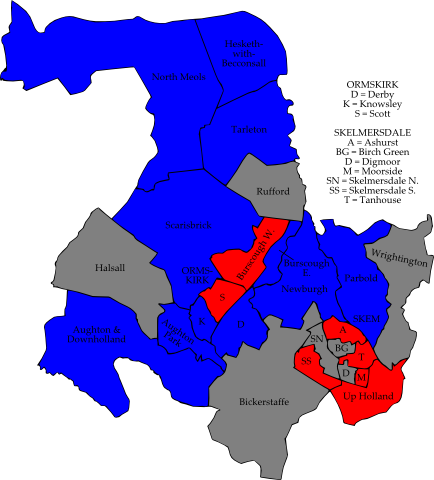 Hesketh-
with-
Becconsall
North Meols
Tarleton
ORMSKIRK
D = Derby
K = Knowsley
S = Scott
SKELMERSDALE
A = Ashurst
BG = Birch Green
D = Digmoor
M = Moorside
SN = Skelmersdale N.
SS = Skelmersdale S.
T = Tanhouse
Rufford
Scarisbrick
Burscough W.
Wrightington
Halsall
ORMS
KIRK
Burscough
E
Parbold
Newburgh
S
Aughton &
Downholland
Aughton
Park
K
D
SKEM
A
SN
BG
SS
T
D
M
Bickerstaffe
Up Holland